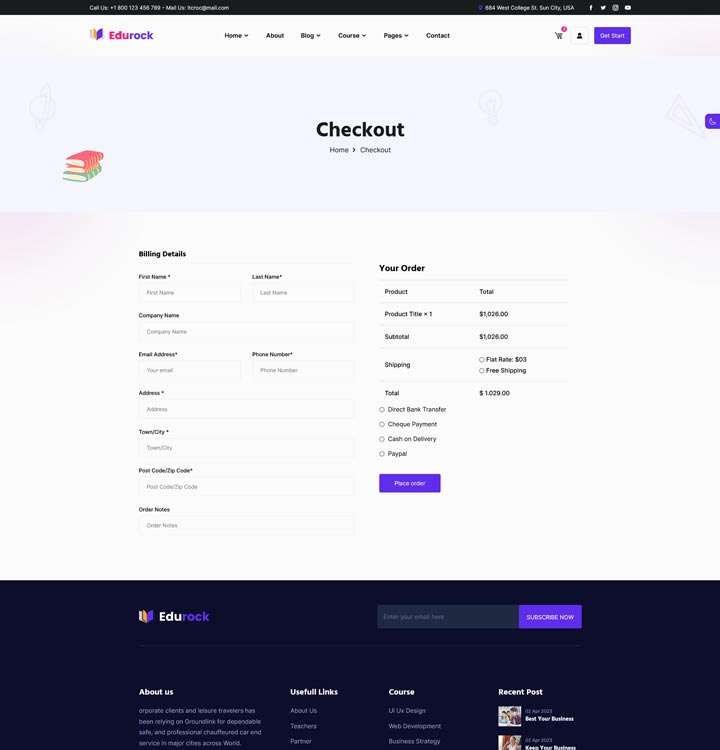 Call Us: +1 800 123 456 789 - Mail Us: Itcroc@mail.com
684 West College St. Sun City, USA
Edurock
Home
About
Blog
Course
Pages
Contact
Get Start
Checkout
Home > Checkout
Billing Details
First Name *
Last Name*
First Name
Last Name
Company Name
Company Name
Email Address*
Phone Number*
Your email
Phone Number
Address *
Address
Town/City *
Town/City
Post Code/Zip Code*
Post Code/Zip Code
Order Notes
Order Notes
Your Order
Product
Total
Product Title × 1
$1,026.00
Subtotal
$1,026.00
Shipping
Flat Rate: $03
Free Shipping
Total
$ 1.029.00
Direct Bank Transfer
Cheque Payment
Cash on Delivery
Paypal
Place order
Edurock
Enter your email here
SUBSCRIBE NOW
About us
orporate clients and leisure travelers has
been relying on Groundlink for dependable
safe, and professional chauffeured car end
service in major cities across World.
Usefull Links
About Us
Teachers
Partner
Course
Ui Ux Design
Web Development
Business Strategy
Recent Post
02 Apr 2023
Best Your Business
02 Apr 2023
Keep Your Business